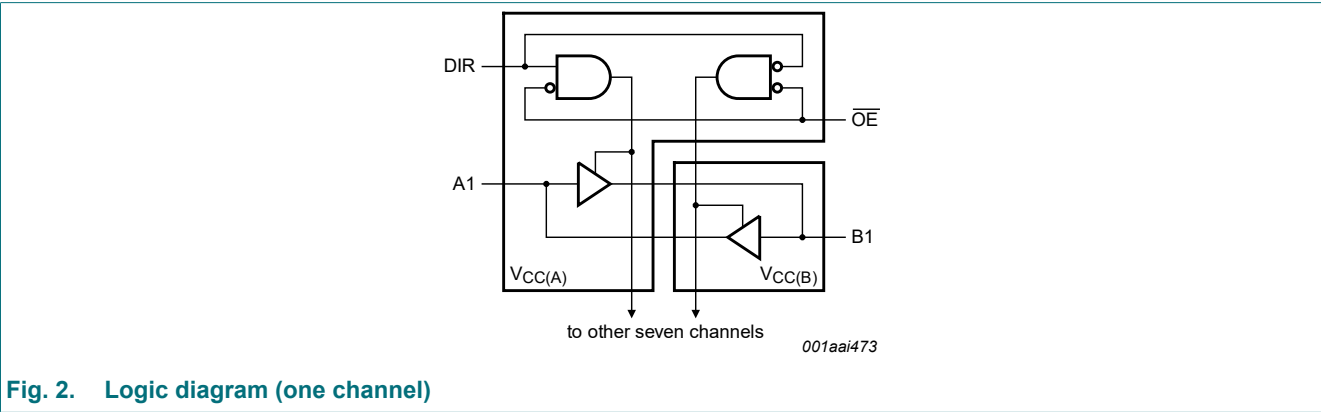 DIR
OE
A1
B1
VCC(A)
VCC(B)
to other seven channels
001aai473
Fig. 2. Logic diagram (one channel)